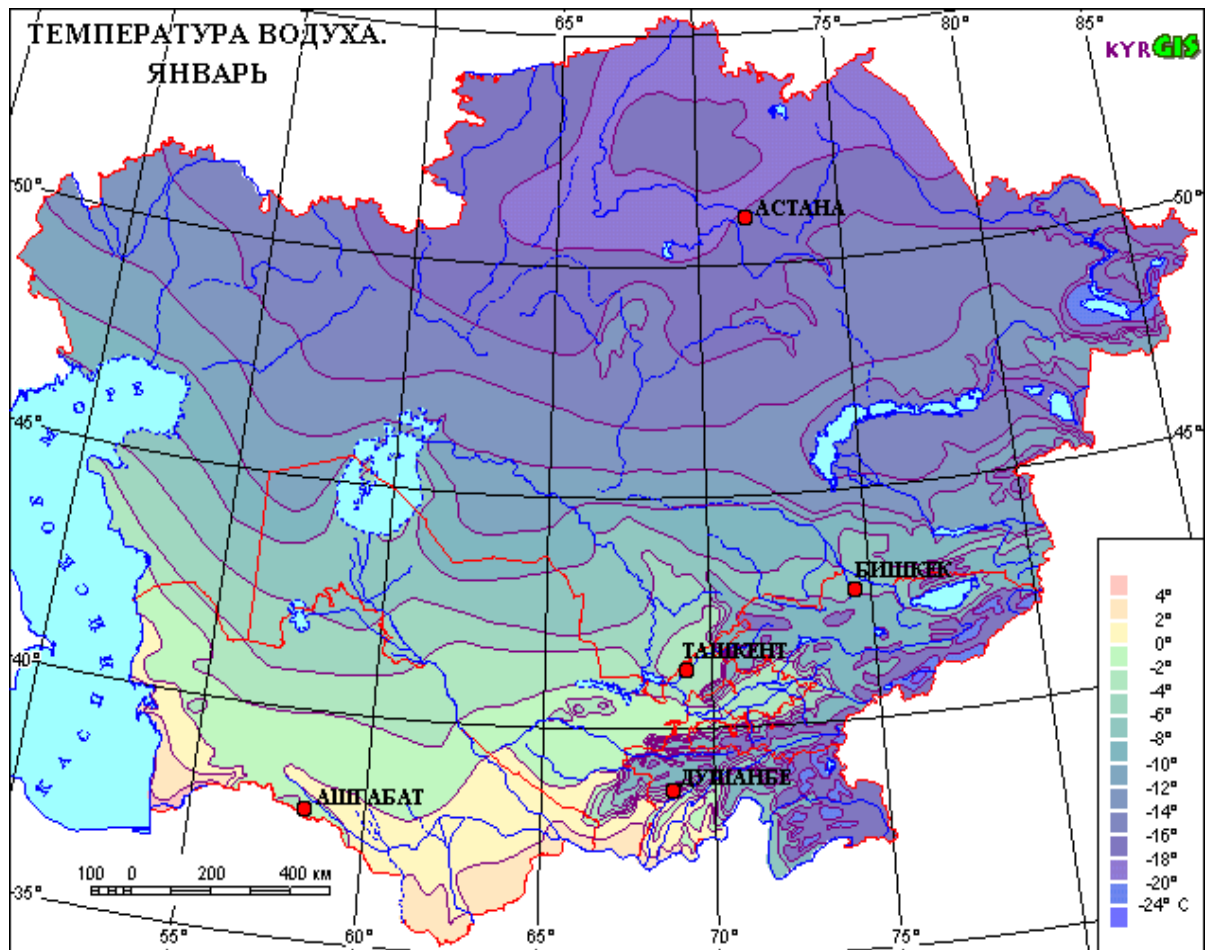 ТЕМПЕРАТУРА ВОДУХА.
ЯНВАРЬ
65° 75° 80° 85°
KYRGIS
50° 50°
АСТАНА
45° 45°
КАСПИЙСКОЕ МОРЕ
БИШКЕК
ТАШКЕНТ
40°
ДУШАНБЕ
АШГАБАТ
4°
2°
0°
-2°
-4°
-6°
-8°
-10°
-12°
-14°
-16°
-18°
-20°
-24° C
100 0 200 400 км
35°
55° 60° 65° 70° 75°